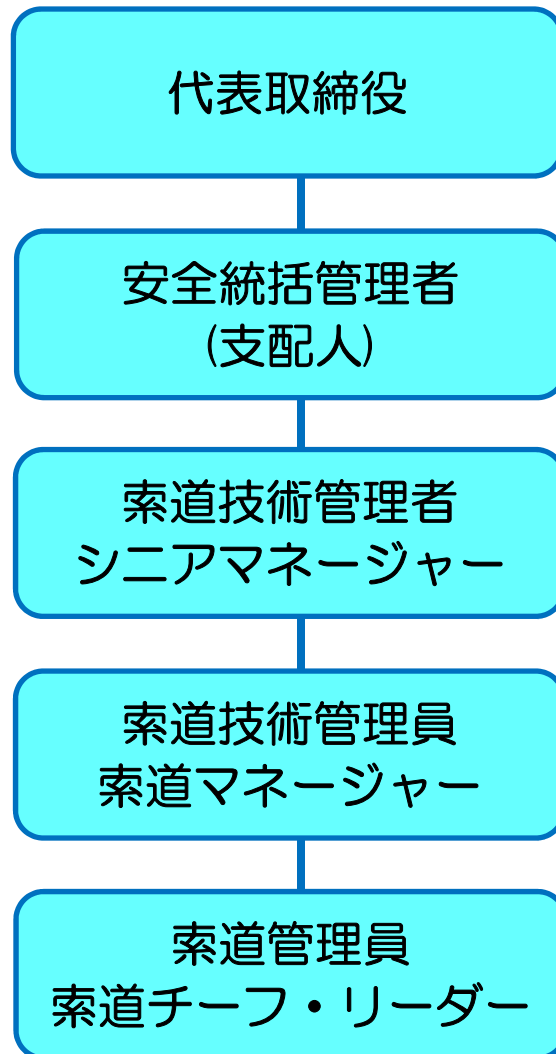 代表取締役
安全統括管理者
(支配人)
索道技術管理者
シニアマネージャー
索道技術管理員
索道マネージャー
索道管理員
索道チーフ・リーダー